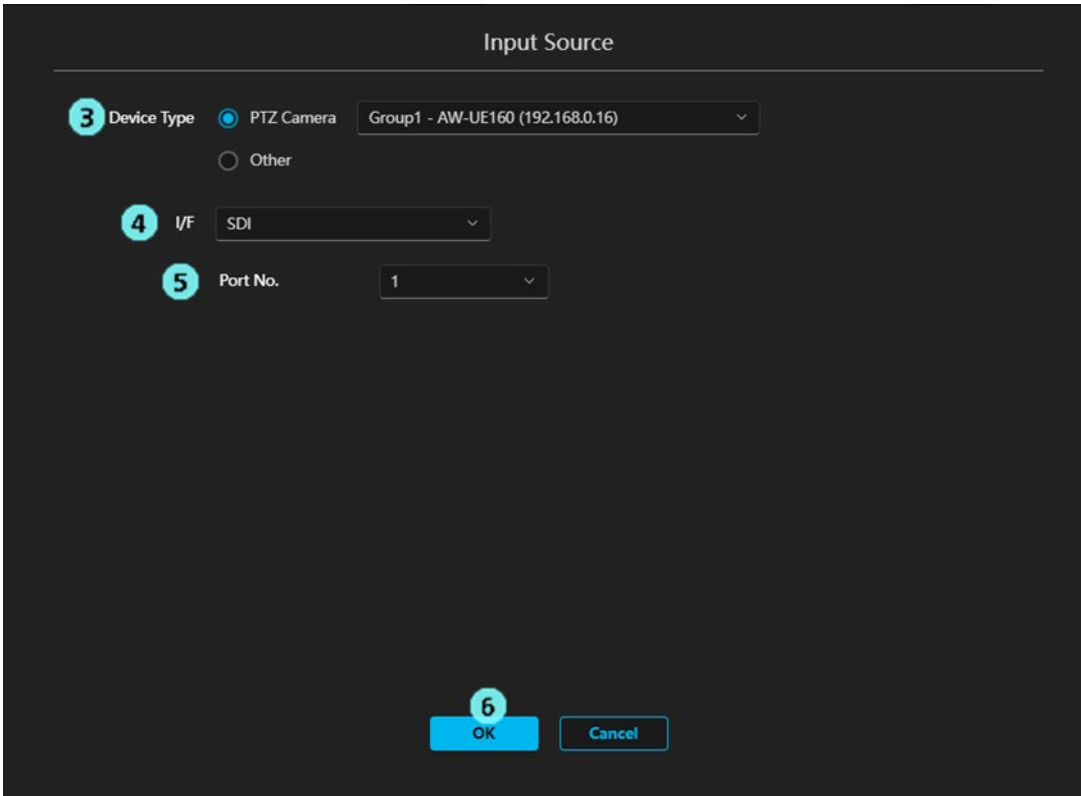 Input Source
3 Device Type PTZ Camera Group1 - AW-UE160 (192.168.0.16)
Other
4 I/F SDI
5 Port No. 1
6
OK Cancel